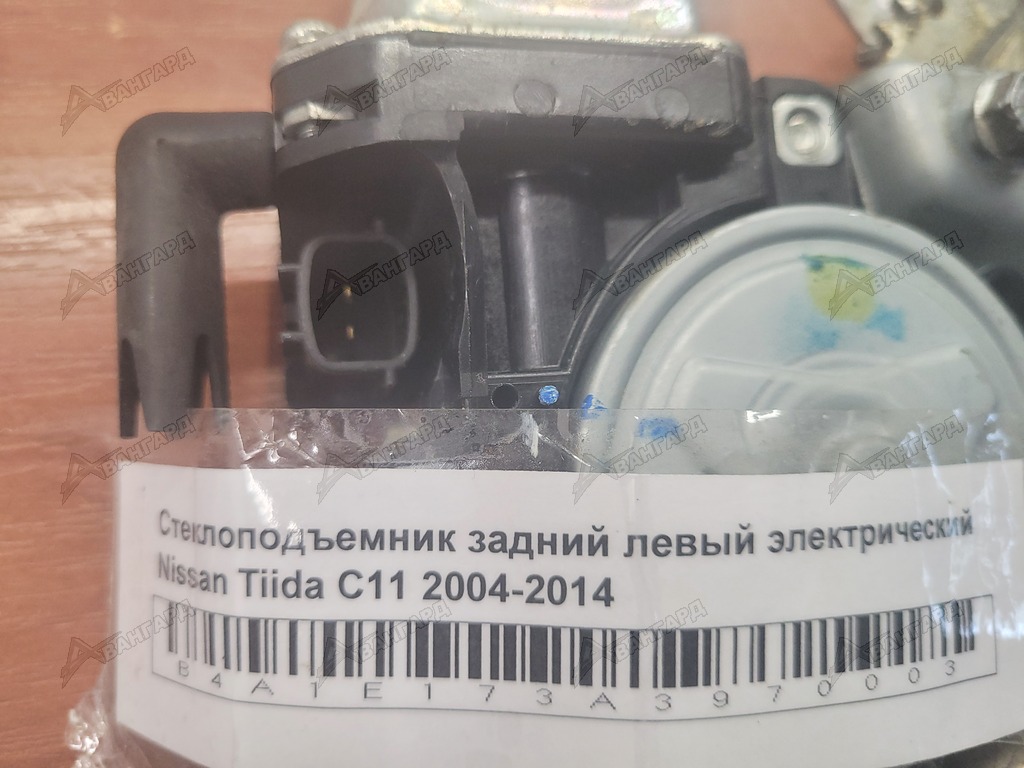 Стеклоподъемник задний левый электрический
Nissan Tiida C11 2004-2014
B4A1E173A3970003